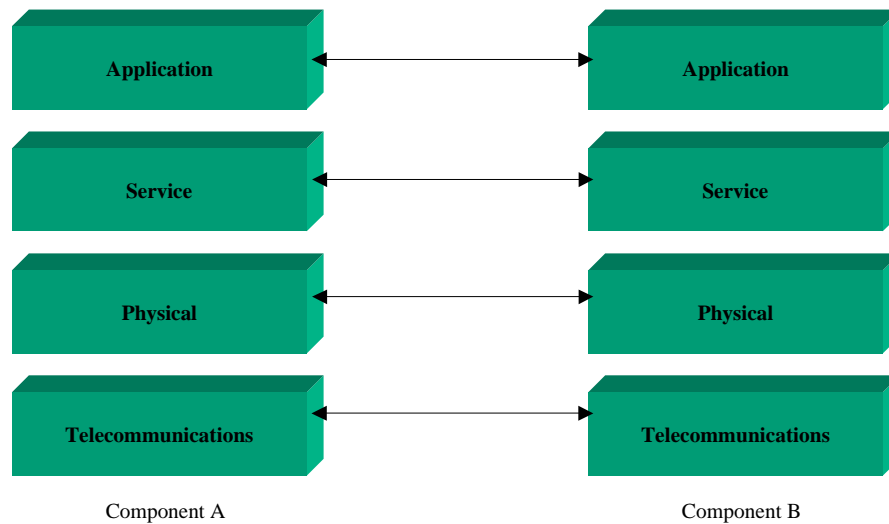 Application
Application
Service
Service
Physical
Physical
Telecommunications
Telecommunications
Component A
Component B